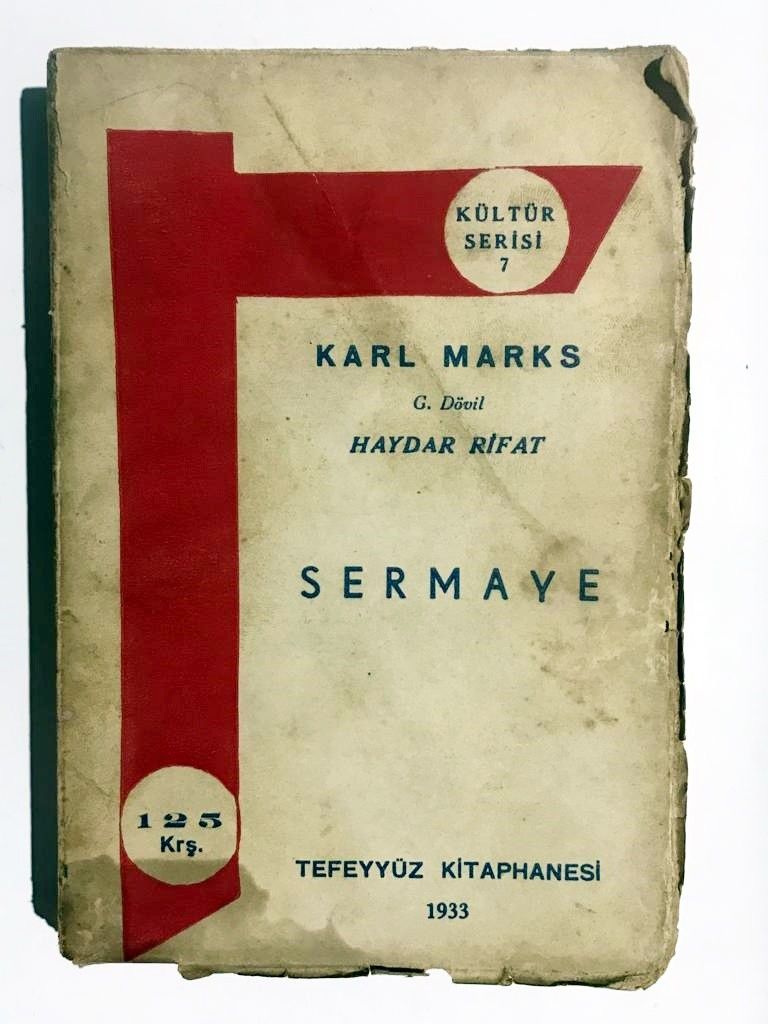 KÜLTÜR
SERİSİ
7
KARL MARKS
G. Dövil
HAYDAR RİFAT
SERMAYE
125
Krş.
TEFEYYÜZ KİTAPHANESİ
1933